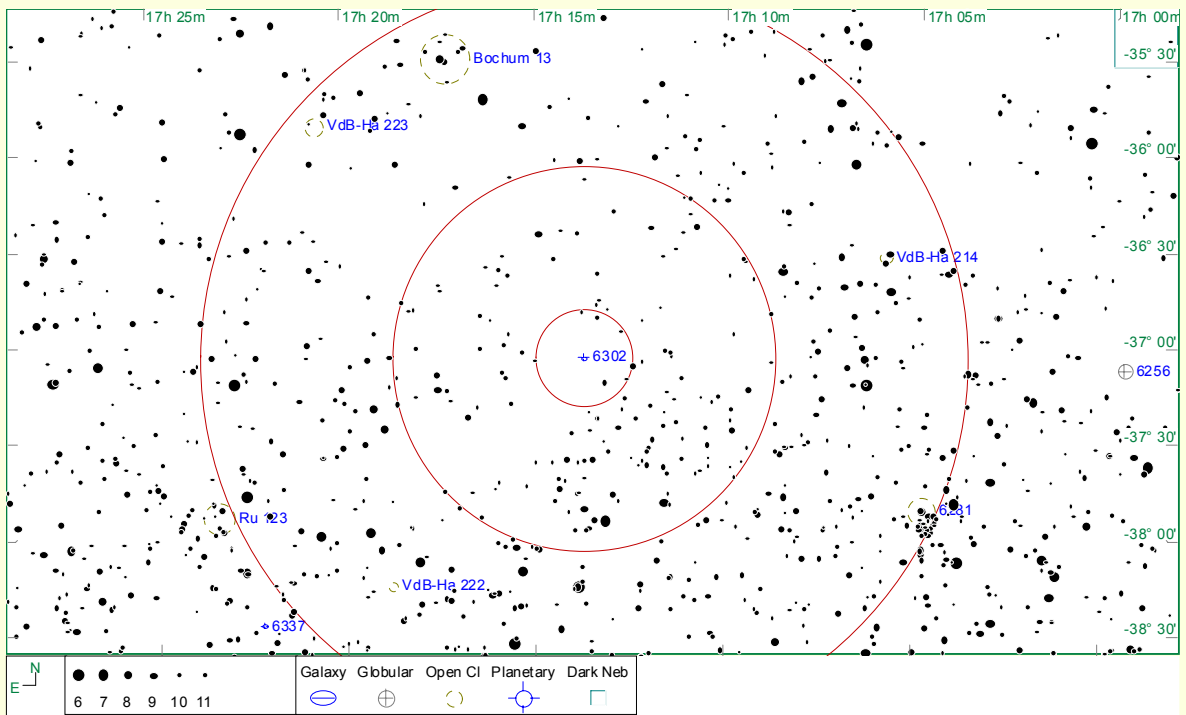 17h 25m 17h 20m 17h 15m 17h 10m 17h 05m 17h 00m
Bochum 13
-35° 30'
VdB-Ha 223
-36° 00'
VdB-Ha 214
-36° 30'
6302
-37° 00'
6256
-37° 30'
Ru 123
6281
-38° 00'
VdB-Ha 222
6337
-38° 30'
N
E
6 7 8 9 10 11
Galaxy Globular Open Cl Planetary Dark Neb